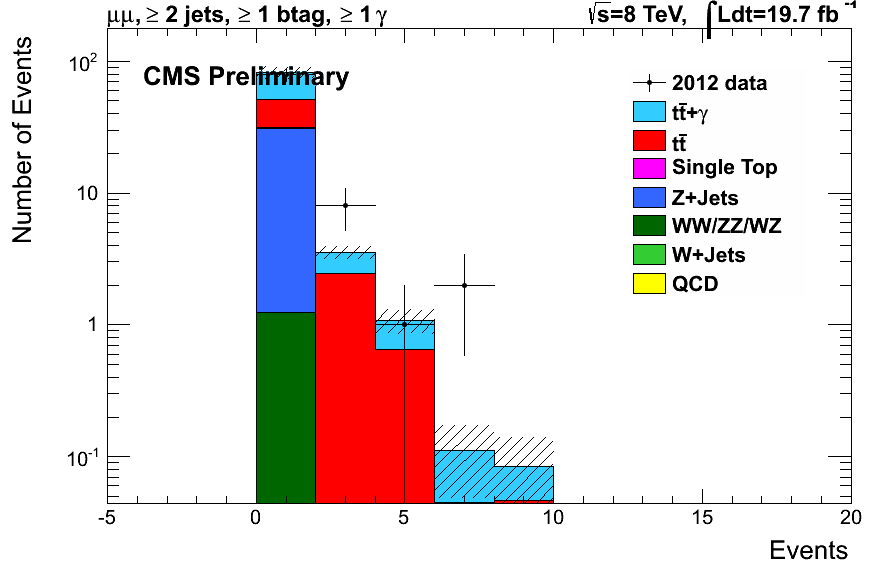 μμ, ≥ 2 jets, ≥ 1 btag, ≥ 1 γ
√s=8 TeV, ∫Ldt=19.7 fb⁻¹
CMS Preliminary
2012 data
tt̄+γ
tt̄
Single Top
Z+Jets
WW/ZZ/WZ
W+Jets
QCD
Number of Events
10²
10
1
10⁻¹
-5 0 5 10 15 20
Events